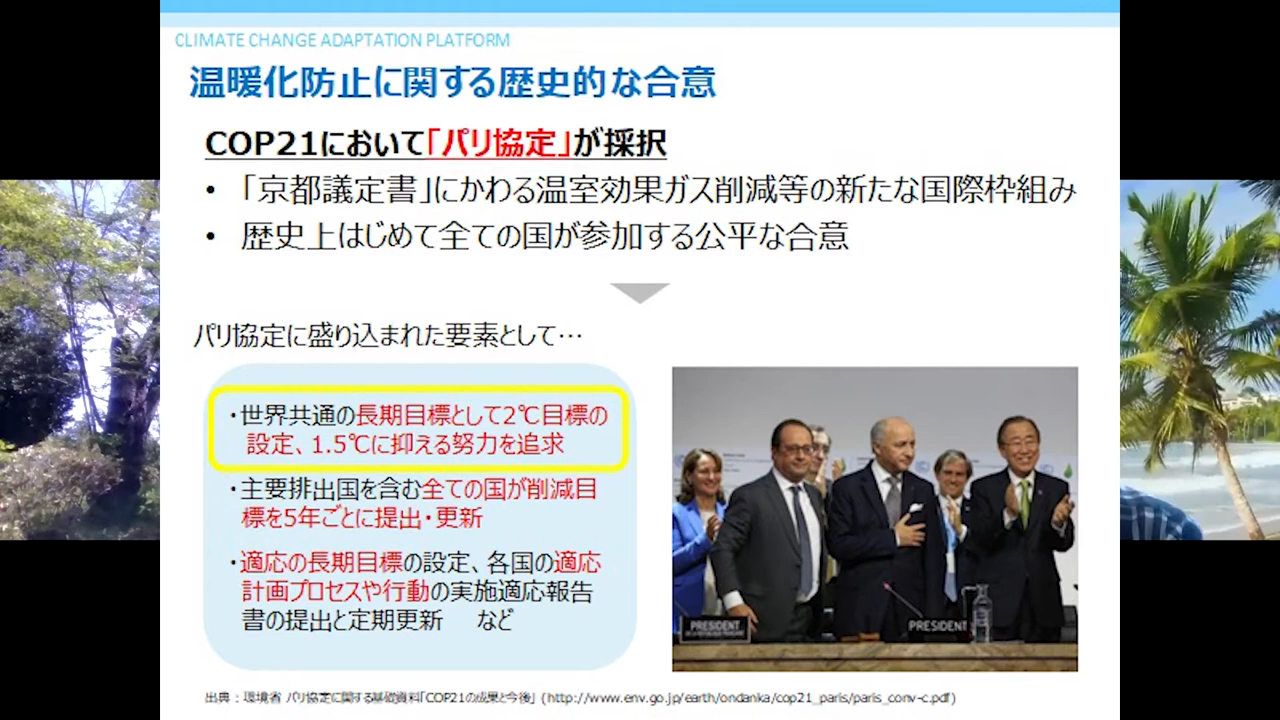 CLIMATE CHANGE ADAPTATION PLATFORM
温暖化防止に関する歴史的な合意
COP21において「パリ協定」が採択
• 「京都議定書」にかわる温室効果ガス削減等の新たな国際枠組み
• 歴史上はじめて全ての国が参加する公平な合意
パリ協定に盛り込まれた要素として…
・世界共通の長期目標として2℃目標の
設定、1.5℃に抑える努力を追求
・主要排出国を含む全ての国が削減目
標を5年ごとに提出・更新
・適応の長期目標の設定、各国の適応
計画プロセスや行動の実施適応報告
書の提出と定期更新 など
PRESIDENT
DE LA REPUBLIQUE FRANÇAISE
PRESIDENT
出典：環境省 パリ協定に関する基礎資料「COP21の成果と今後」 (http://www.env.go.jp/earth/ondanka/cop21_paris/paris_conv-c.pdf)